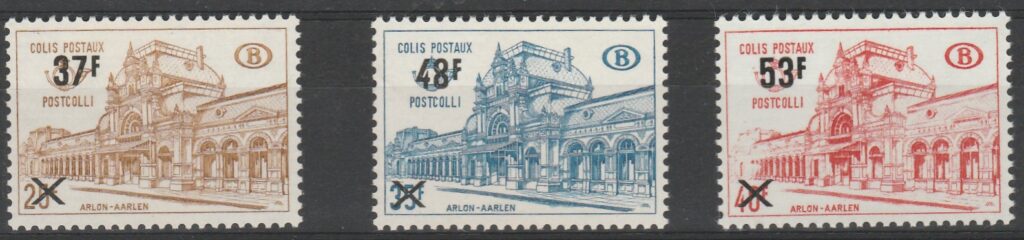 COLIS POSTAUX
37F
POSTCOLLI
B
ARLON-AARLEN
COLIS POSTAUX
48F
POSTCOLLI
B
ARLON-AARLEN
COLIS POSTAUX
53F
POSTCOLLI
B
ARLON-AARLEN